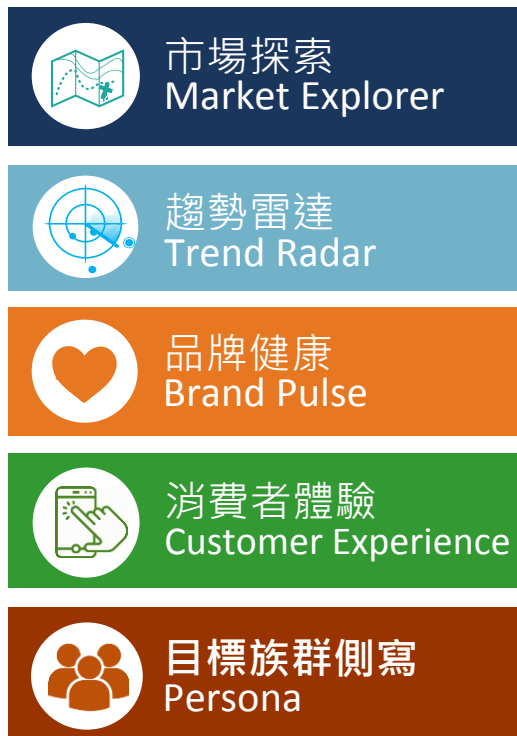 市場探索
Market Explorer
趨勢雷達
Trend Radar
品牌健康
Brand Pulse
消費者體驗
Customer Experience
目標族群側寫
Persona